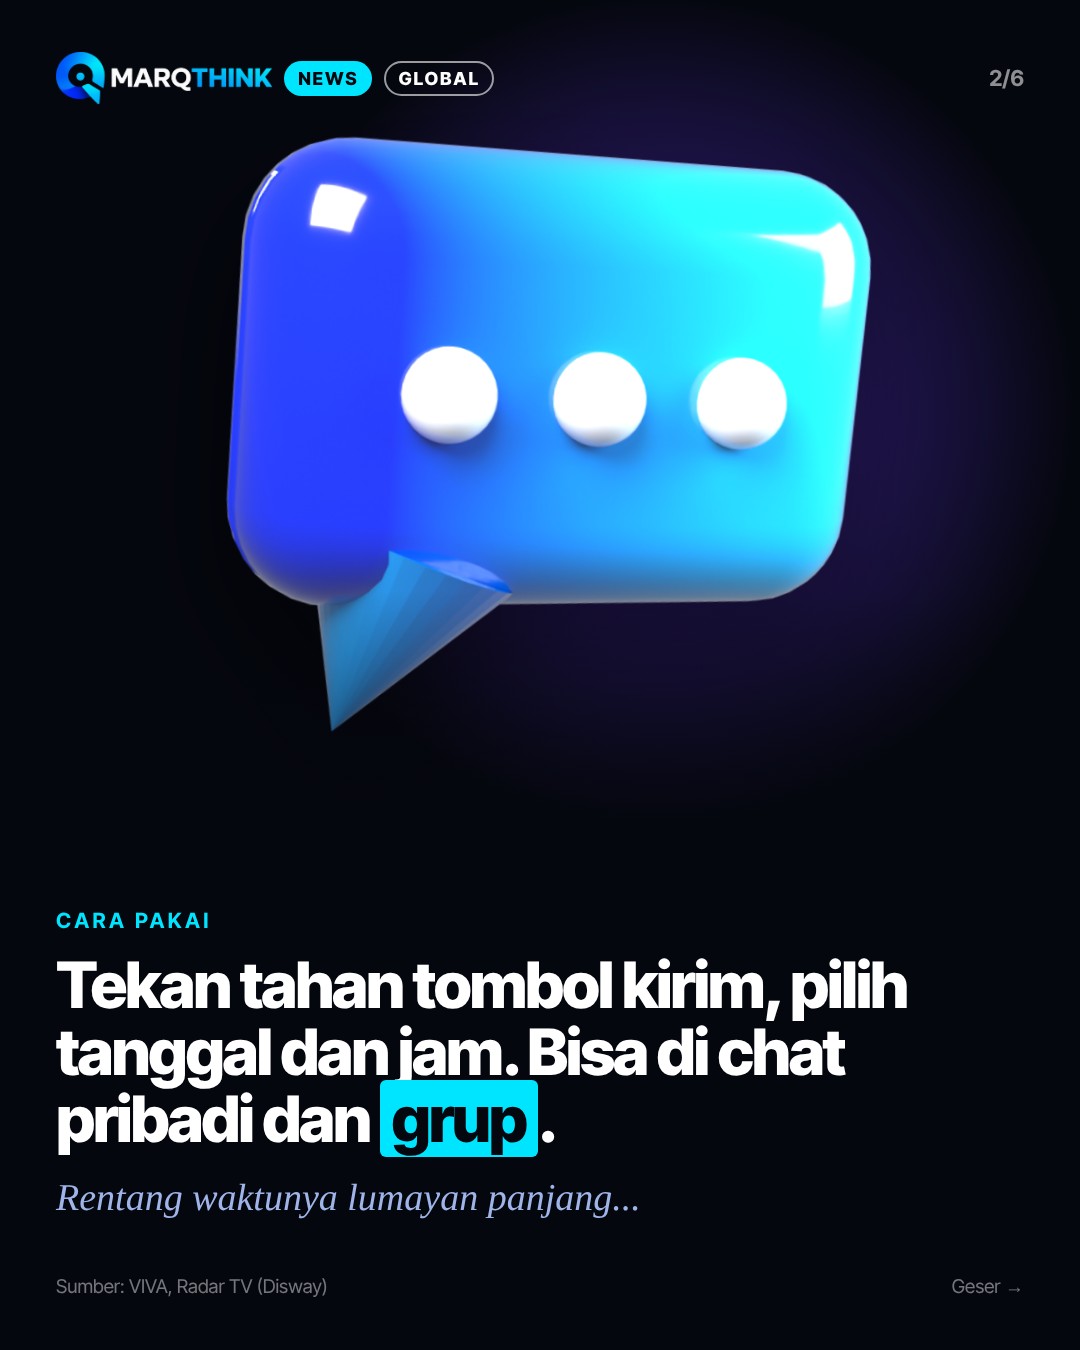 MARQTHINK NEWS GLOBAL 2/6
CARA PAKAI
Tekan tahan tombol kirim, pilih
tanggal dan jam. Bisa di chat
pribadi dan grup.
Rentang waktunya lumayan panjang...
Sumber: VIVA, Radar TV (Disway) Geser →